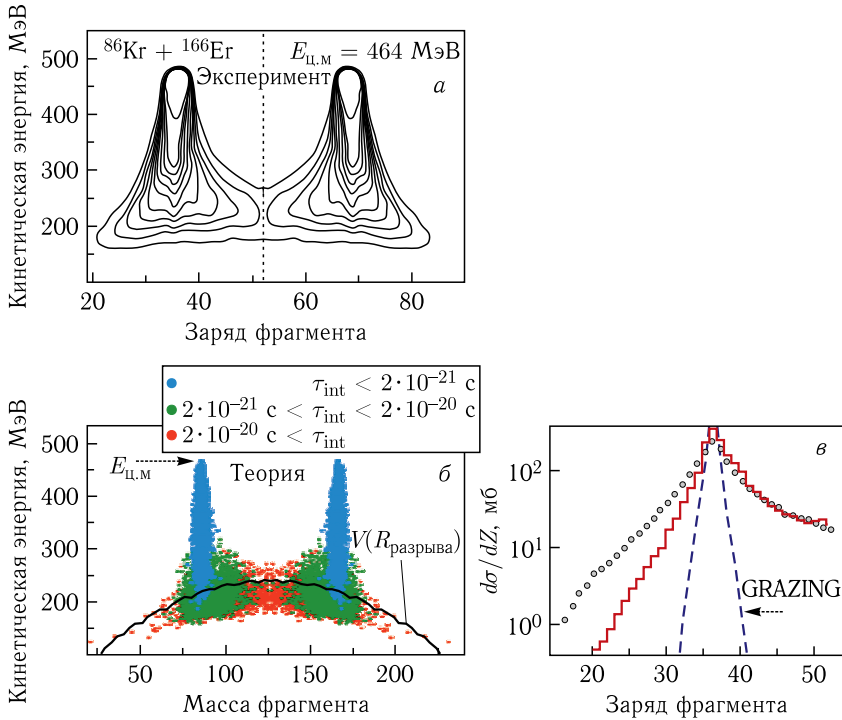 ⁸⁶Kr + ¹⁶⁶Er E_ц.м = 464 МэВ
Эксперимент а
Кинетическая энергия, МэВ
500
400
300
200
20 40 60 80
Заряд фрагмента
τ_int < 2·10⁻²¹ с
2·10⁻²¹ с < τ_int < 2·10⁻²⁰ с
2·10⁻²⁰ с < τ_int
Кинетическая энергия, МэВ
500
400
300
200
E_ц.м
Теория б
V(R_разрыва)
50 100 150 200
Масса фрагмента
в
dσ/dZ, мб
10²
10¹
10⁰
GRAZING
20 30 40 50
Заряд фрагмента